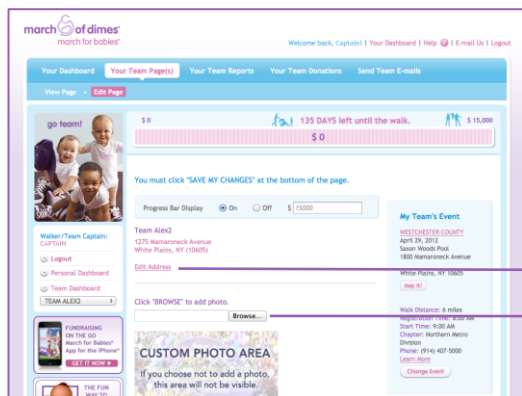 march of dimes®
march for babies®
Welcome back, Captain! | Your Dashboard | Help | E-mail Us | Logout
Your Dashboard Your Team Page(s) Your Team Reports Your Team Donations Send Team E-mails
View Page • Edit Page
go team!
$ 0 135 DAYS left until the walk. $ 15,000
$ 0
You must click "SAVE MY CHANGES" at the bottom of the page.
Progress Bar Display On Off $ 15000
Walker/Team Captain:
CAPTAIN
Logout
Personal Dashboard
Team Dashboard
TEAM ALEX2
FUNDRAISING
ON THE GO
March for Babies®
App for the iPhone®
GET IT NOW
THE FUN
WAY TO
Team Alex2
1275 Mamaroneck Avenue
White Plains, NY (10605)
Edit Address
Click "BROWSE" to add photo.
Browse...
CUSTOM PHOTO AREA
If you choose not to add a photo,
this area will not be visible.
My Team's Event
WESTCHESTER COUNTY
April 29, 2012
Saxon Woods Pool
1800 Mamaroneck Avenue
White Plains, NY 10605
Map It!
Walk Distance: 6 miles
Registration Time: 8:00 AM
Start Time: 9:00 AM
Chapter: Northern Metro
Division
Phone: (914) 407-5000
Learn More
Change Event